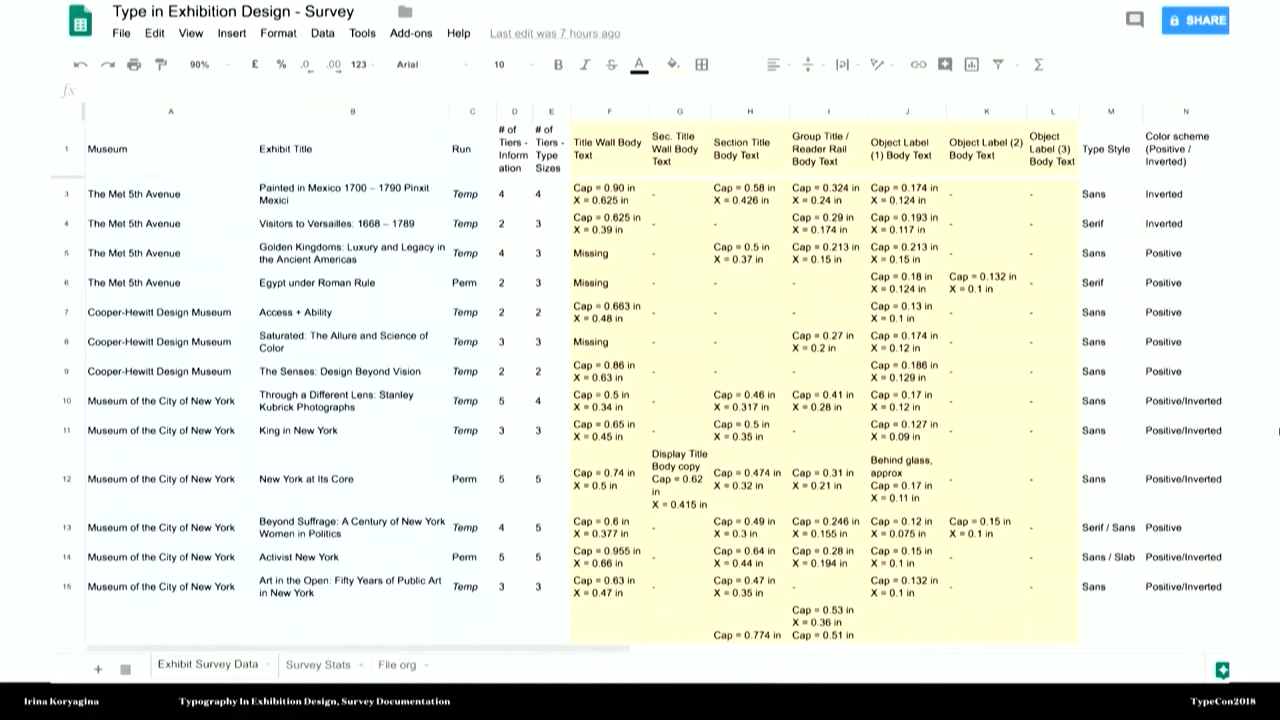 Type in Exhibition Design - Survey
File Edit View Insert Format Data Tools Add-ons Help Last edit was 7 hours ago
SHARE
90% £ % .0 .00 123 Arial 10 B I S A Σ
fx
A B C D E F G H I J K L M N
1 Museum Exhibit Title Run # of Tiers - Inform ation # of Tiers - Type Sizes Title Wall Body Text Sec. Title Wall Body Text Section Title Body Text Group Title / Reader Rail Body Text Object Label (1) Body Text Object Label (2) Body Text Object Label (3) Body Text Type Style Color scheme (Positive / Inverted)
3 The Met 5th Avenue Painted in Mexico 1700 – 1790 Pinxit Mexici Temp 4 4 Cap = 0.90 in X = 0.625 in - Cap = 0.58 in X = 0.426 in Cap = 0.324 in X = 0.24 in Cap = 0.174 in X = 0.124 in - - Sans Inverted
4 The Met 5th Avenue Visitors to Versailles: 1668 – 1789 Temp 2 3 Cap = 0.625 in X = 0.39 in - - Cap = 0.29 in X = 0.174 in Cap = 0.193 in X = 0.117 in - - Serif Inverted
5 The Met 5th Avenue Golden Kingdoms: Luxury and Legacy in the Ancient Americas Temp 4 3 Missing - Cap = 0.5 in X = 0.37 in Cap = 0.213 in X = 0.15 in Cap = 0.213 in X = 0.15 in - - Sans Positive
6 The Met 5th Avenue Egypt under Roman Rule Perm 2 3 Missing - - - Cap = 0.18 in X = 0.124 in Cap = 0.132 in X = 0.1 in - Serif Positive
7 Cooper-Hewitt Design Museum Access + Ability Temp 2 2 Cap = 0.663 in X = 0.48 in - - - Cap = 0.13 in X = 0.1 in - - Sans Positive
8 Cooper-Hewitt Design Museum Saturated: The Allure and Science of Color Temp 3 3 Missing - - Cap = 0.27 in X = 0.2 in Cap = 0.174 in X = 0.12 in - - Sans Positive
9 Cooper-Hewitt Design Museum The Senses: Design Beyond Vision Temp 2 2 Cap = 0.86 in X = 0.63 in - - - Cap = 0.186 in X = 0.129 in - - Sans Positive
10 Museum of the City of New York Through a Different Lens: Stanley Kubrick Photographs Temp 5 4 Cap = 0.5 in X = 0.34 in - Cap = 0.46 in X = 0.317 in Cap = 0.41 in X = 0.28 in Cap = 0.17 in X = 0.12 in - - Sans Positive/Inverted
11 Museum of the City of New York King in New York Temp 3 3 Cap = 0.65 in X = 0.45 in - Cap = 0.5 in X = 0.35 in - Cap = 0.127 in X = 0.09 in - - Sans Positive/Inverted
12 Museum of the City of New York New York at Its Core Perm 5 5 Cap = 0.74 in X = 0.5 in Display Title Body copy Cap = 0.62 in X = 0.415 in Cap = 0.474 in X = 0.32 in Cap = 0.31 in X = 0.21 in Behind glass, approx Cap = 0.17 in X = 0.11 in - - Sans Positive/Inverted
13 Museum of the City of New York Beyond Suffrage: A Century of New York Women in Politics Temp 4 5 Cap = 0.6 in X = 0.377 in - Cap = 0.49 in X = 0.3 in Cap = 0.246 in X = 0.155 in Cap = 0.12 in X = 0.075 in Cap = 0.15 in X = 0.1 in - Serif / Sans Positive
14 Museum of the City of New York Activist New York Perm 5 5 Cap = 0.955 in X = 0.66 in - Cap = 0.64 in X = 0.44 in Cap = 0.28 in X = 0.194 in Cap = 0.15 in X = 0.1 in - - Sans / Slab Positive/Inverted
15 Museum of the City of New York Art in the Open: Fifty Years of Public Art in New York Temp 3 3 Cap = 0.63 in X = 0.47 in - Cap = 0.47 in X = 0.35 in - Cap = 0.132 in X = 0.1 in - - Sans Positive/Inverted
Cap = 0.53 in
X = 0.36 in
Cap = 0.774 in Cap = 0.51 in
+ Exhibit Survey Data Survey Stats File org
Irina Koryagina Typography In Exhibition Design, Survey Documentation TypeCon2018